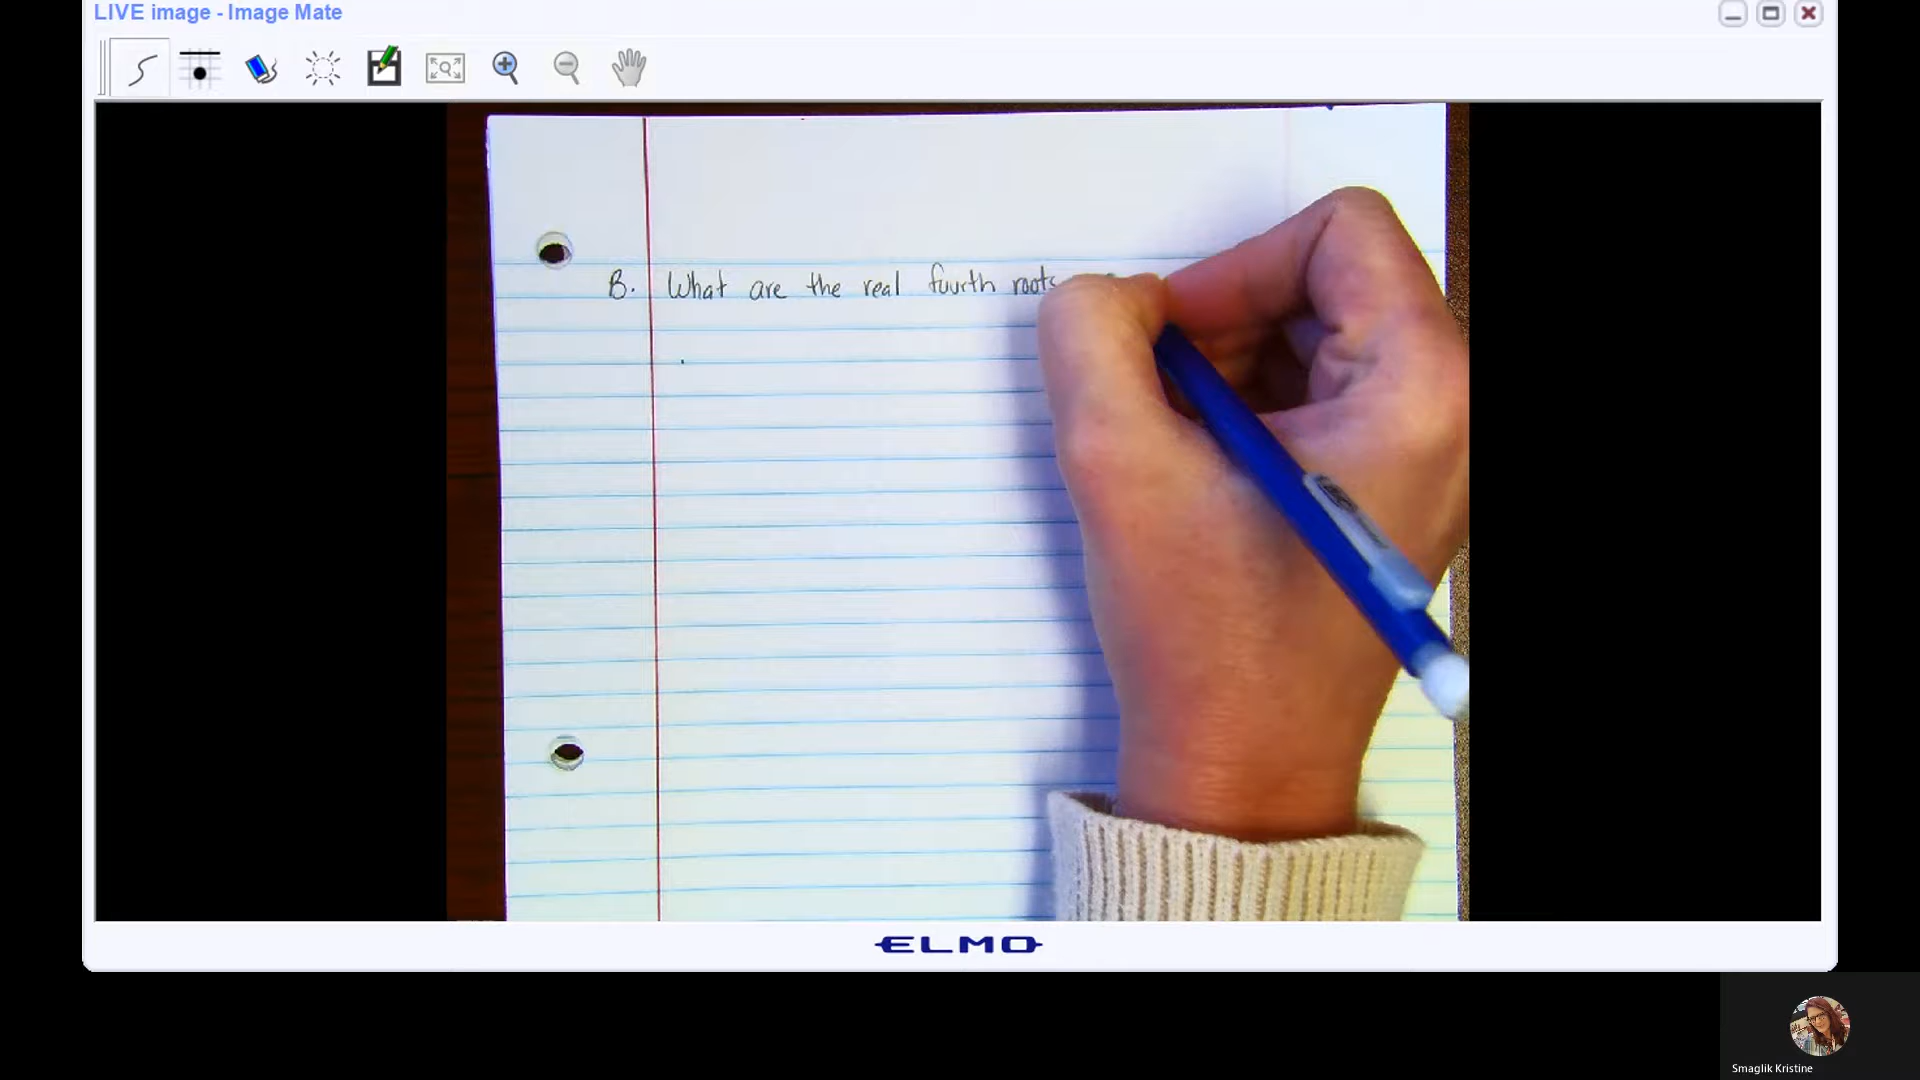 LIVE image - Image Mate
B. What are the real fourth roots
ELMO
Smaglik Kristine